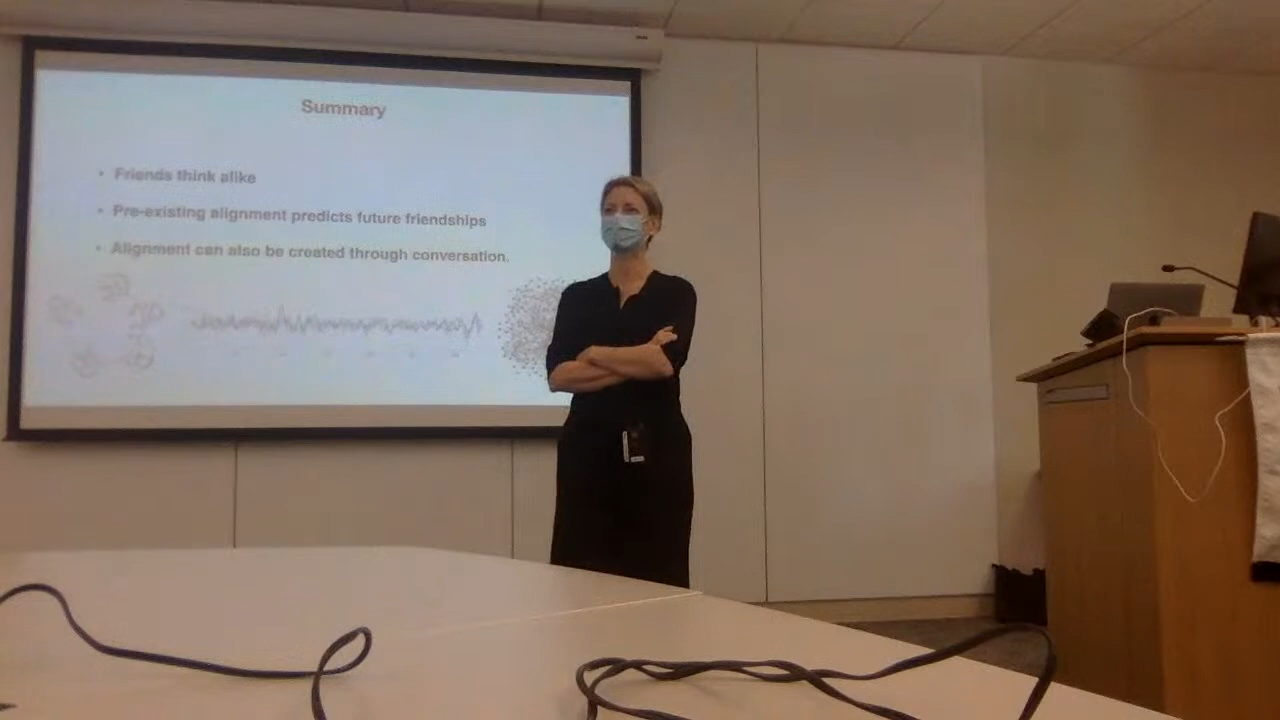 Summary
• Friends think alike
• Pre-existing alignment predicts future friendships
• Alignment can also be created through conversation.